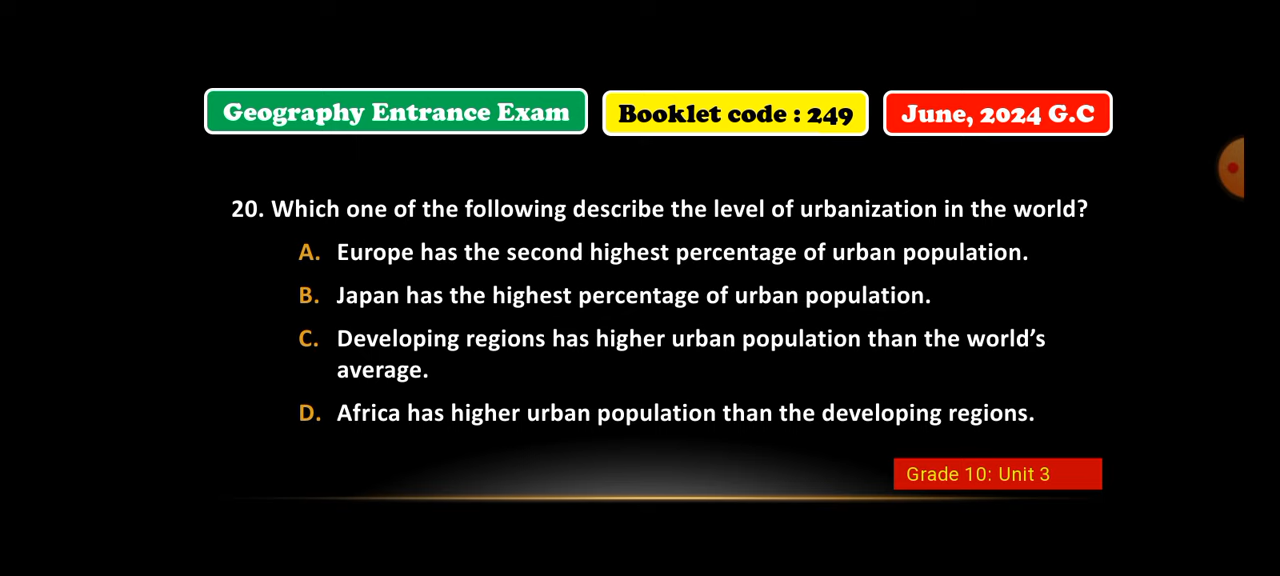 Geography Entrance Exam
Booklet code : 249
June, 2024 G.C
20. Which one of the following describe the level of urbanization in the world?
A. Europe has the second highest percentage of urban population.
B. Japan has the highest percentage of urban population.
C. Developing regions has higher urban population than the world’s
average.
D. Africa has higher urban population than the developing regions.
Grade 10: Unit 3